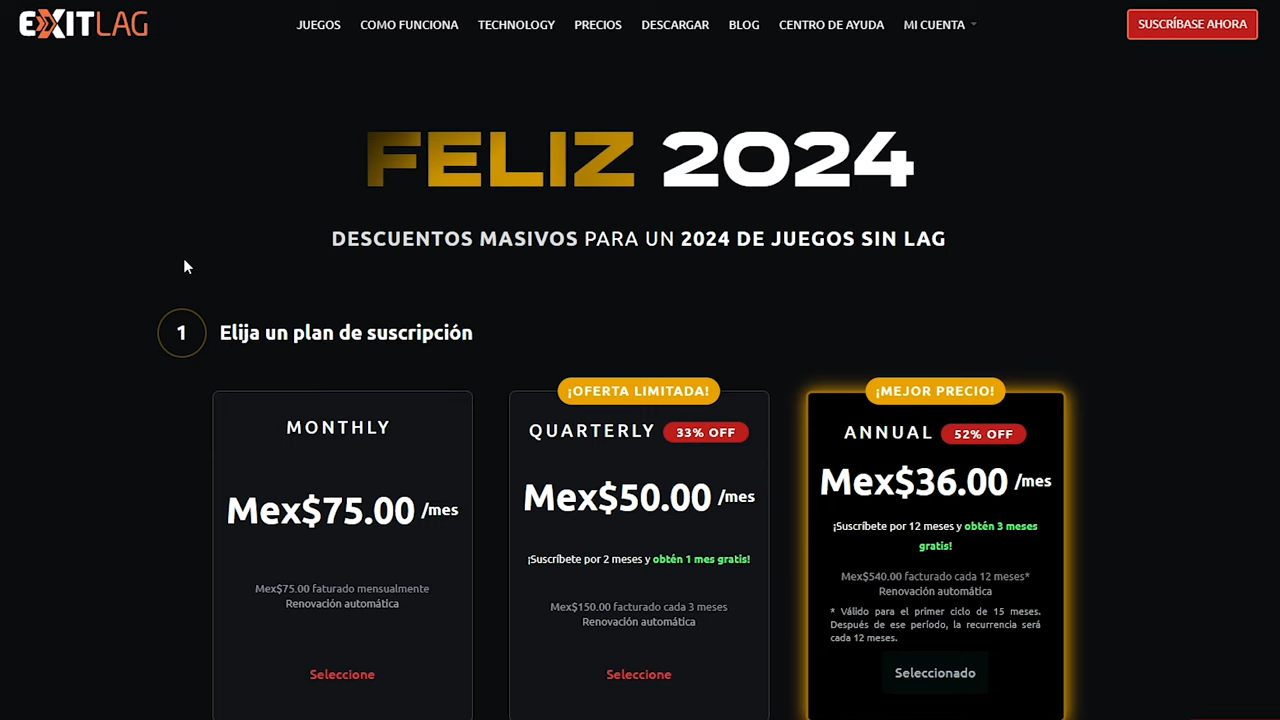 EXITLAG
JUEGOS COMO FUNCIONA TECHNOLOGY PRECIOS DESCARGAR BLOG CENTRO DE AYUDA MI CUENTA
SUSCRÍBASE AHORA
FELIZ 2024
DESCUENTOS MASIVOS PARA UN 2024 DE JUEGOS SIN LAG
1 Elija un plan de suscripción
MONTHLY
Mex$75.00 /mes
Mex$75.00 faturado mensualmente
Renovación automática
Seleccione
¡OFERTA LIMITADA!
QUARTERLY 33% OFF
Mex$50.00 /mes
¡Suscríbete por 2 meses y obtén 1 mes gratis!
Mex$150.00 facturado cada 3 meses
Renovación automática
Seleccione
¡MEJOR PRECIO!
ANNUAL 52% OFF
Mex$36.00 /mes
¡Suscríbete por 12 meses y obtén 3 meses
gratis!
Mex$540.00 facturado cada 12 meses*
Renovación automática
* Válido para el primer ciclo de 15 meses.
Después de ese período, la recurrencia será
cada 12 meses.
Seleccionado